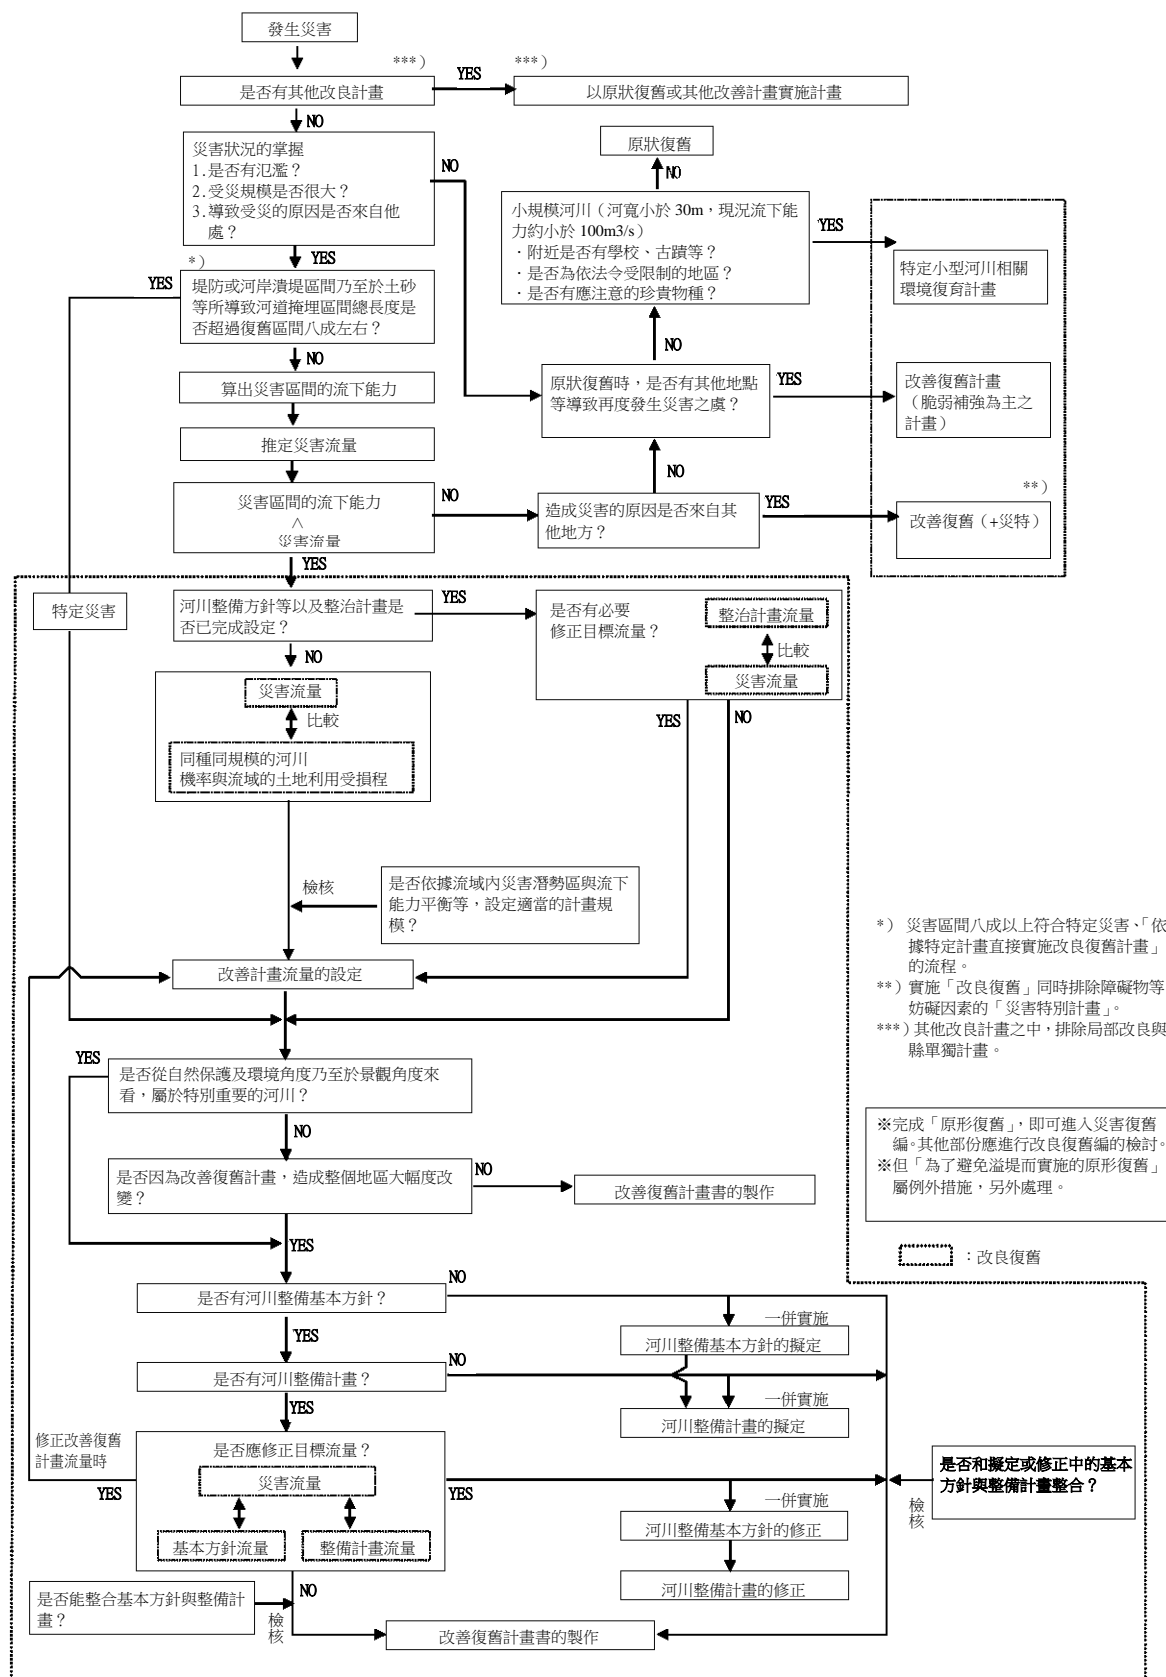 發生災害
***）
是否有其他改良計畫
YES
***）
以原狀復舊或其他改善計畫實施計畫
NO
災害狀況的掌握
1.是否有氾濫？
2.受災規模是否很大？
3.導致受災的原因是否來自他
處？
NO
YES
原狀復舊
NO
小規模河川（河寬小於 30m，現況流下能
力約小於 100m3/s）
．附近是否有學校、古蹟等？
．是否為依法令受限制的地區？
．是否有應注意的珍貴物種？
YES
特定小型河川相關
環境復育計畫
*）
YES
堤防或河岸潰堤區間乃至於土砂
等所導致河道掩埋區間總長度是
否超過復舊區間八成左右？
NO
NO
算出災害區間的流下能力
原狀復舊時，是否有其他地點
等導致再度發生災害之虞？
YES
改善復舊計畫
（脆弱補強為主之
計畫）
推定災害流量
NO
災害區間的流下能力
＜
災害流量
NO
造成災害的原因是否來自其
他地方？
YES
**）
改善復舊（+災特）
YES
特定災害
河川整備方針等以及整治計畫是
否已完成設定？
YES
是否有必要
修正目標流量？
整治計畫流量
比較
災害流量
NO
災害流量
比較
同種同規模的河川
機率與流域的土地利用受損程
YES
NO
檢核
是否依據流域內災害潛勢區與流下
能力平衡等，設定適當的計畫規
模？
改善計畫流量的設定
*） 災害區間八成以上符合特定災害、「依
據特定計畫直接實施改良復舊計畫」
的流程。
**）實施「改良復舊」同時排除障礙物等
妨礙因素的「災害特別計畫」。
***）其他改良計畫之中，排除局部改良與
縣單獨計畫。
YES
是否從自然保護及環境角度乃至於景觀角度來
看，屬於特別重要的河川？
NO
是否因為改善復舊計畫，造成整個地區大幅度改
變？
NO
改善復舊計畫書的製作
YES
※完成「原形復舊」，即可進入災害復舊
編。其他部份應進行改良復舊編的檢討。
※但「為了避免溢堤而實施的原形復舊」
屬例外措施，另外處理。
：改良復舊
是否有河川整備基本方針？
NO
一併實施
河川整備基本方針的擬定
YES
是否有河川整備計畫？
NO
一併實施
河川整備計畫的擬定
YES
修正改善復舊
計畫流量時
YES
是否應修正目標流量？
災害流量
基本方針流量
整備計畫流量
YES
一併實施
河川整備基本方針的修正
河川整備計畫的修正
是否和擬定或修正中的基本
方針與整備計畫整合？
檢核
是否能整合基本方針與整備計
畫？
NO
檢核
改善復舊計畫書的製作